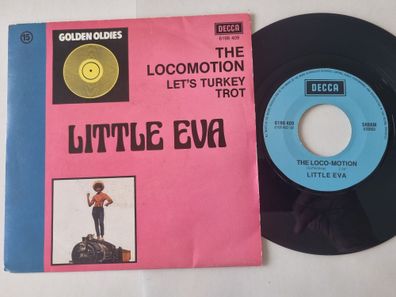 15
GOLDEN OLDIES
DECCA
6198 409
THE
LOCOMOTION
LET'S TURKEY
TROT
LITTLE EVA
DECCA
6198 409
SABAM
THE LOCO-MOTION
LITTLE EVA